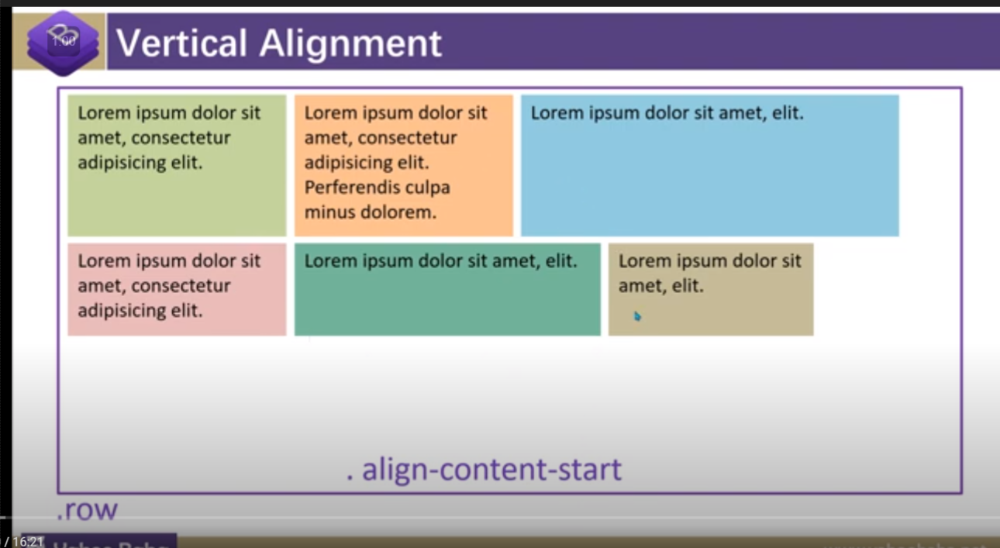 1.00
Vertical Alignment
Lorem ipsum dolor sit
amet, consectetur
adipisicing elit.
Lorem ipsum dolor sit
amet, consectetur
adipisicing elit.
Perferendis culpa
minus dolorem.
Lorem ipsum dolor sit amet, elit.
Lorem ipsum dolor sit
amet, consectetur
adipisicing elit.
Lorem ipsum dolor sit amet, elit.
Lorem ipsum dolor sit
amet, elit.
. align-content-start
.row
/ 16:21